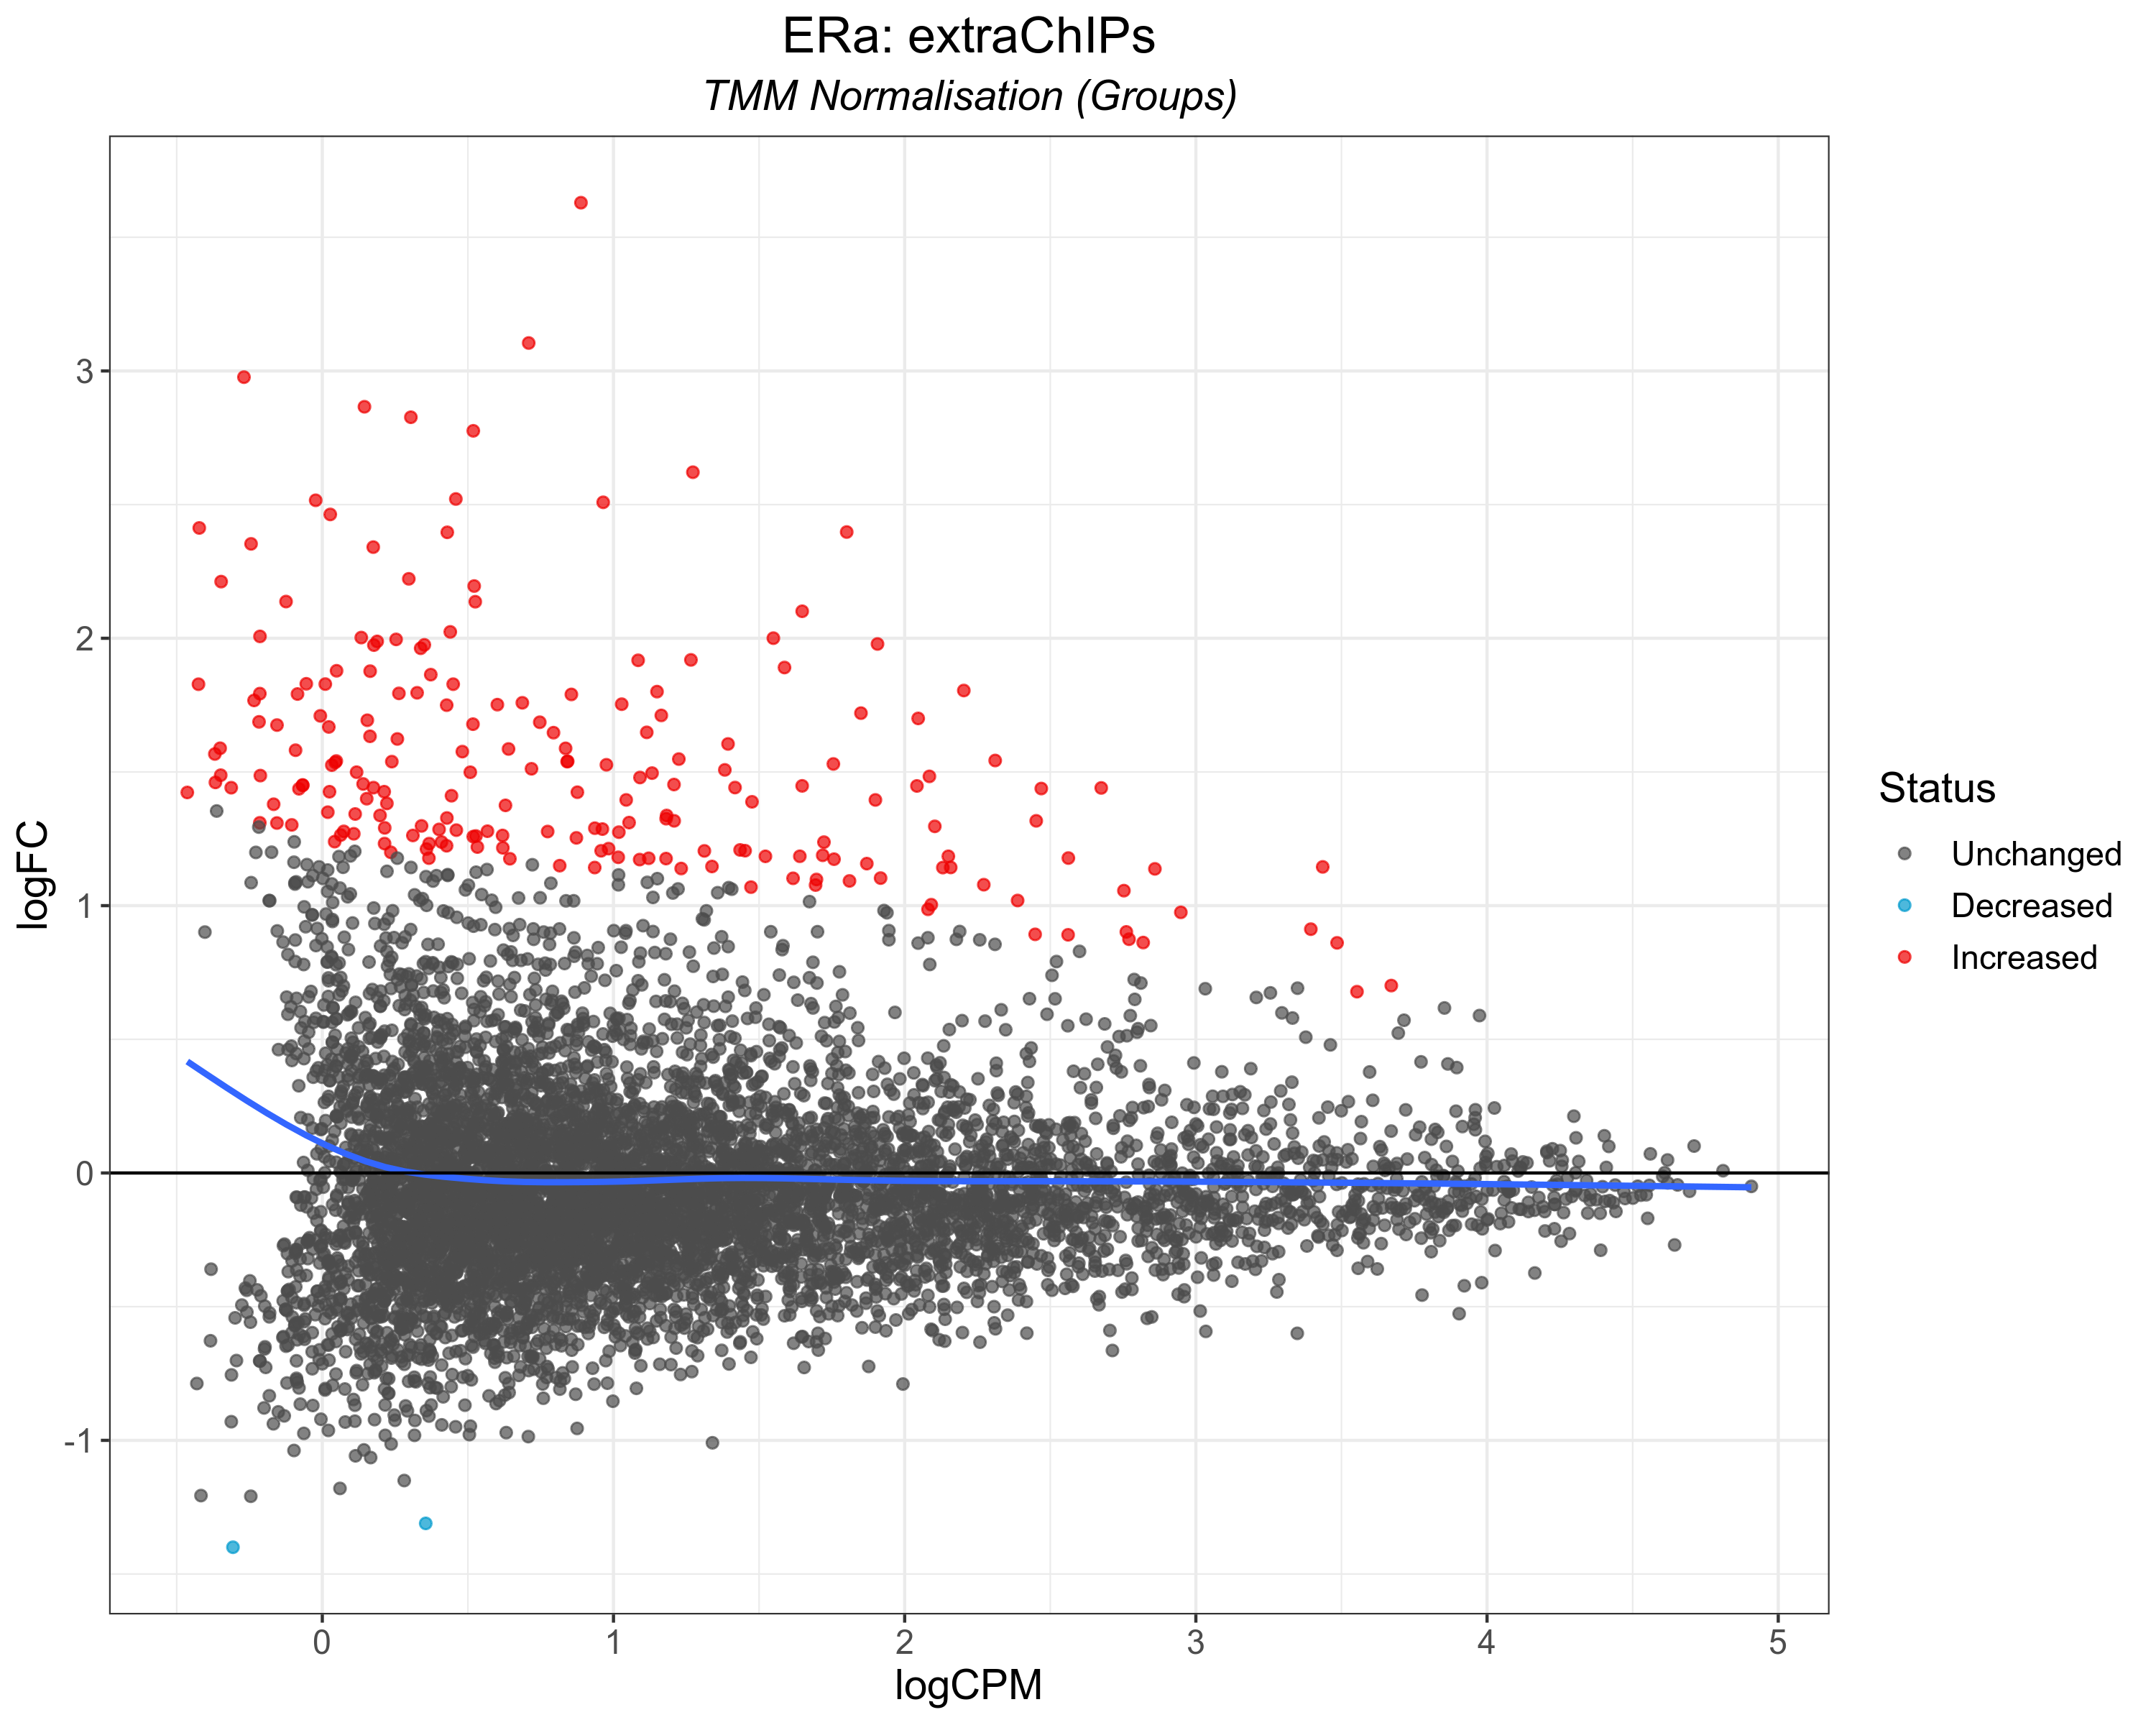 ERa: extraChIPs
TMM Normalisation (Groups)
logFC
3
2
1
0
-1
0 1 2 3 4 5
logCPM
Status
Unchanged
Decreased
Increased